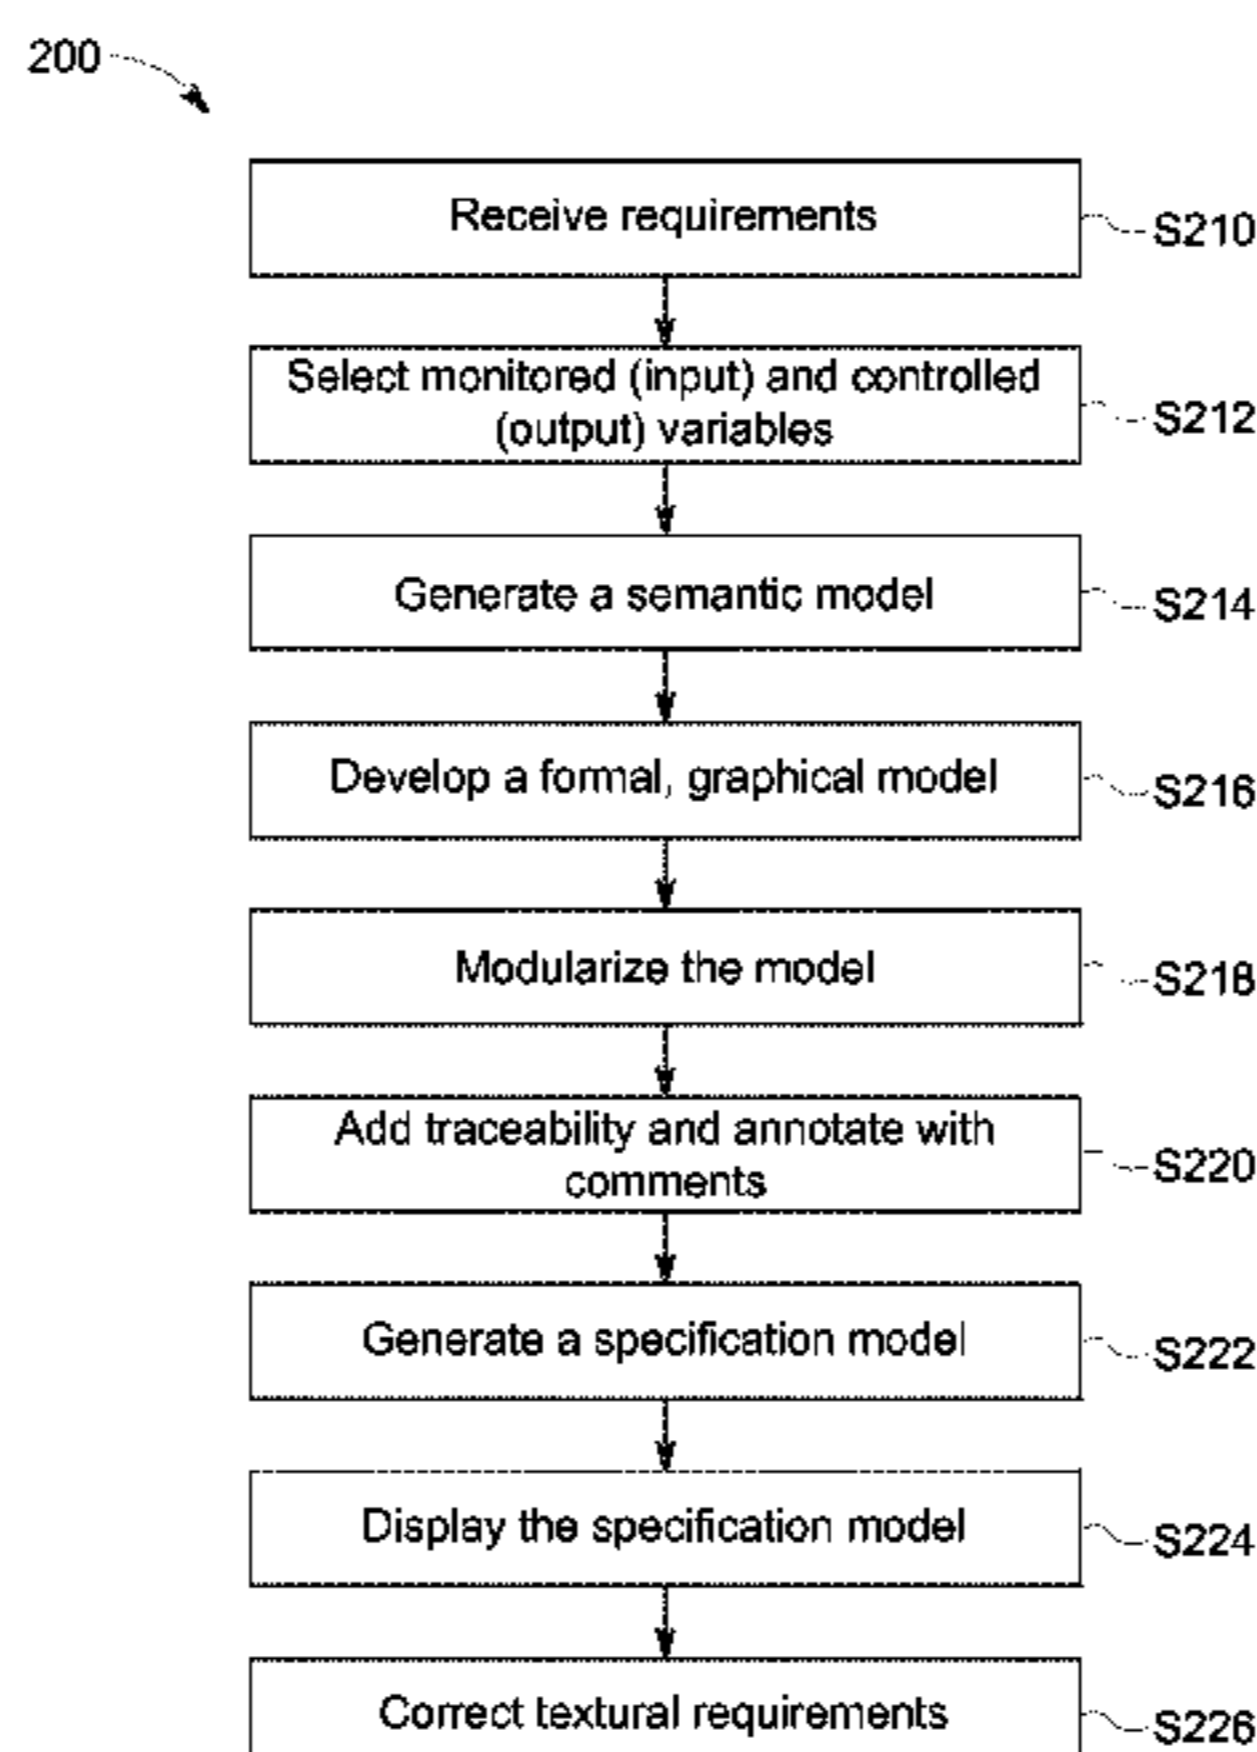 200
Receive requirements
S210
Select monitored (input) and controlled
(output) variables
S212
Generate a semantic model
S214
Develop a formal, graphical model
S216
Modularize the model
S218
Add traceability and annotate with
comments
S220
Generate a specification model
S222
Display the specification model
S224
Correct textural requirements
S226